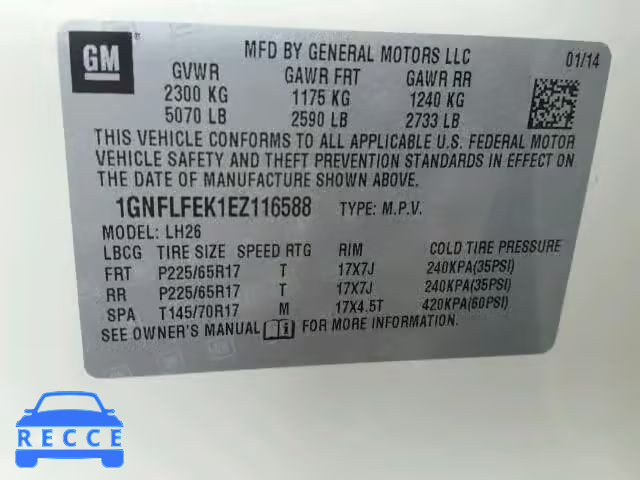 GM
MFD BY GENERAL MOTORS LLC 01/14
GVWR GAWR FRT GAWR RR
2300 KG 1175 KG 1240 KG
5070 LB 2590 LB 2733 LB
THIS VEHICLE CONFORMS TO ALL APPLICABLE U.S. FEDERAL MOTOR
VEHICLE SAFETY AND THEFT PREVENTION STANDARDS IN EFFECT ON
THE DATE OF MANUFACTURE SHOWN ABOVE.
1GNFLFEK1EZ116588 TYPE: M.P.V.
MODEL: LH26
LBCG TIRE SIZE SPEED RTG RIM COLD TIRE PRESSURE
FRT P225/65R17 T 17X7J 240KPA(35PSI)
RR P225/65R17 T 17X7J 240KPA(35PSI)
SPA T145/70R17 M 17X4.5T 420KPA(60PSI)
SEE OWNER'S MANUAL FOR MORE INFORMATION.
RECCE